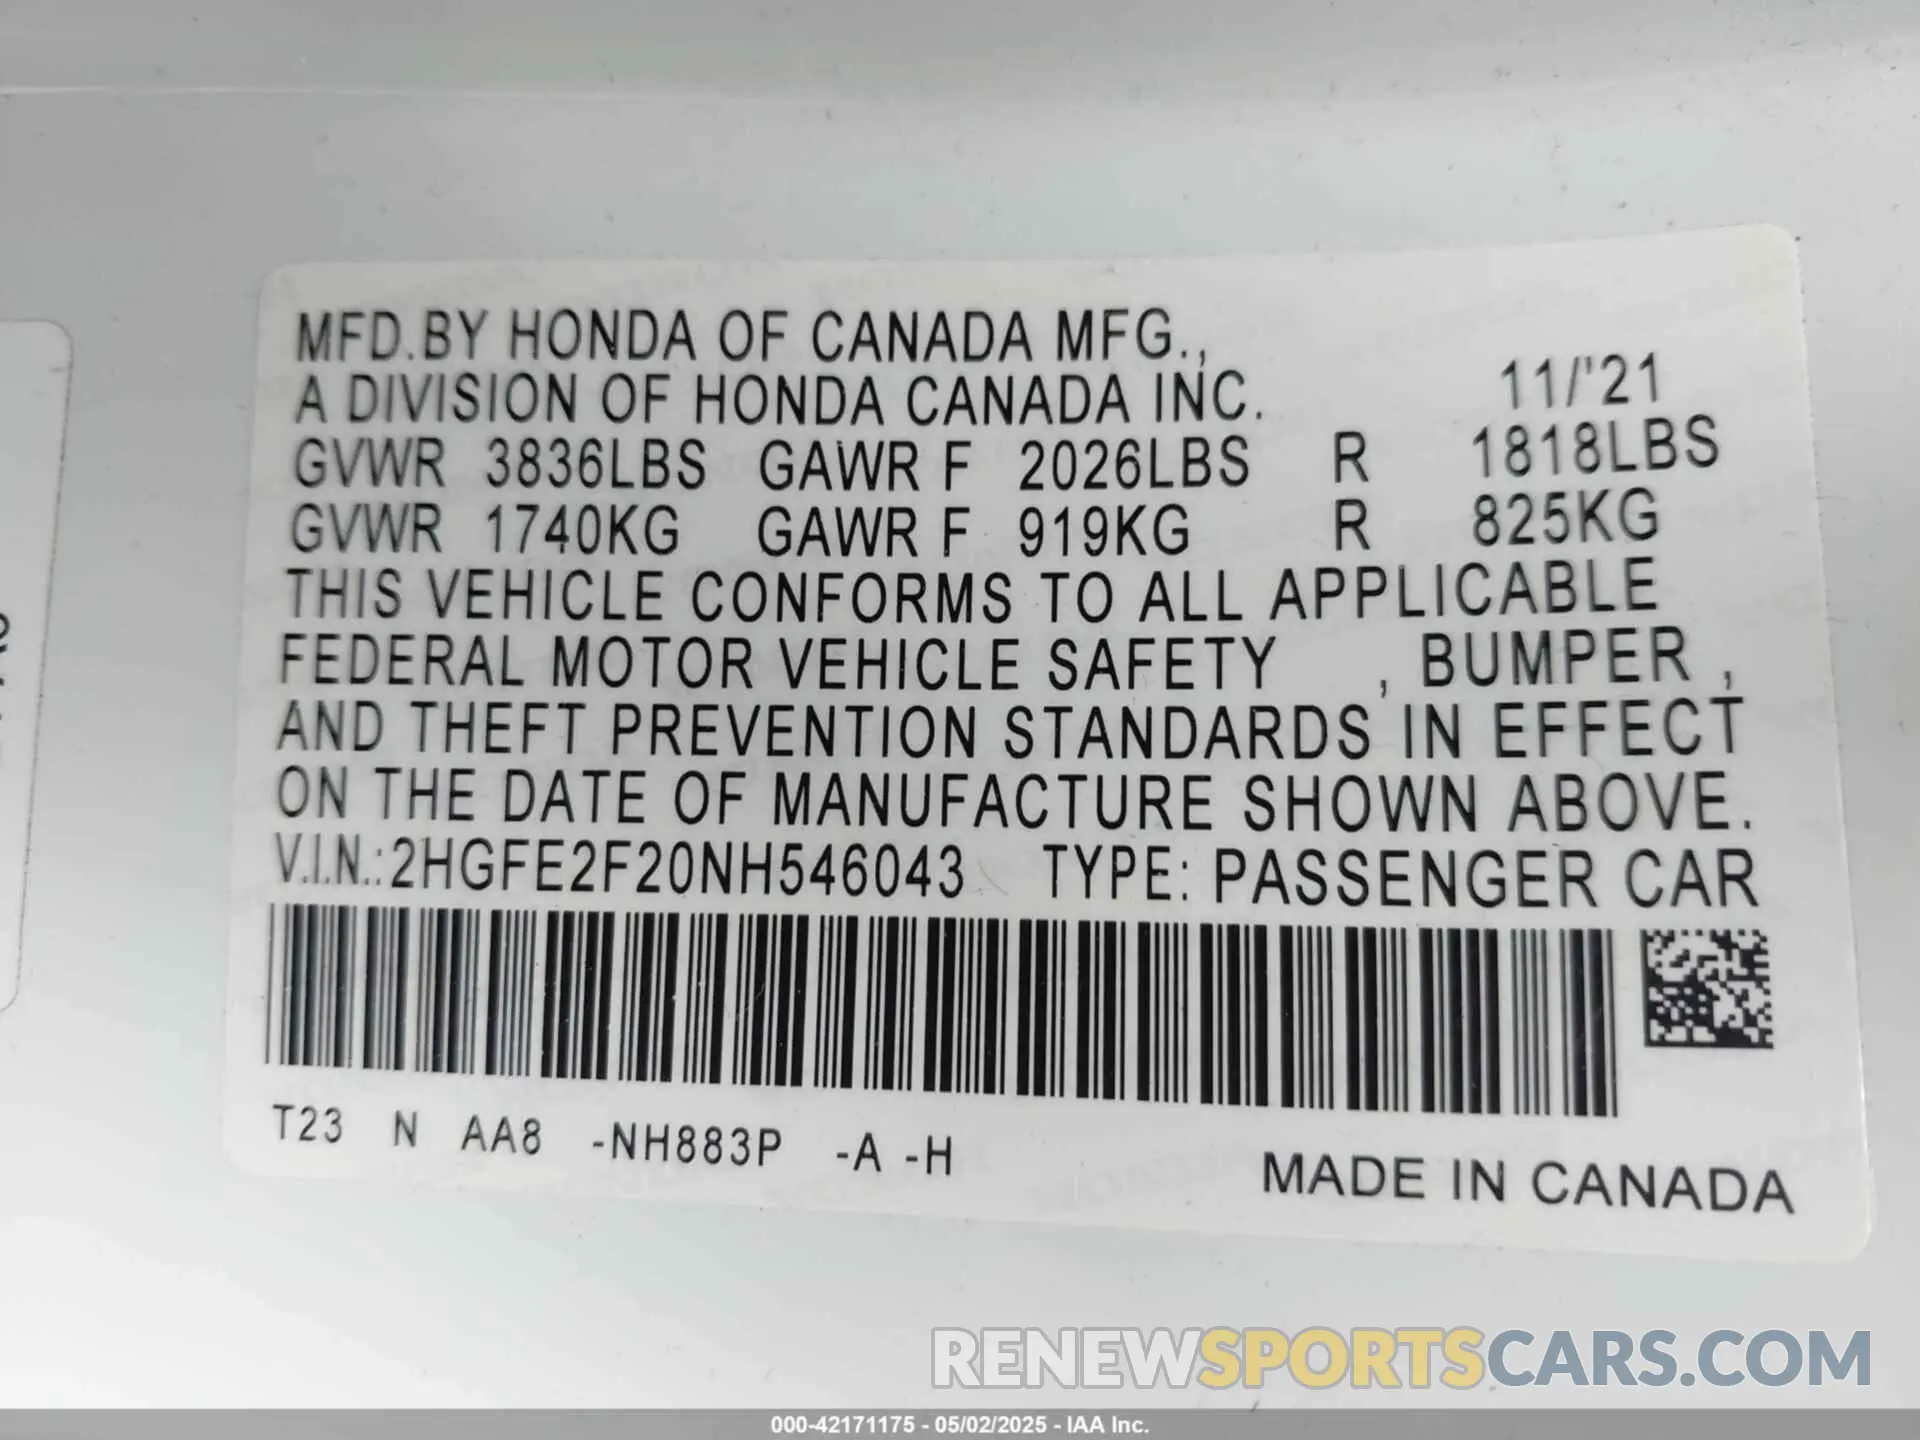 MFD.BY HONDA OF CANADA MFG.,
A DIVISION OF HONDA CANADA INC. 11/'21
GVWR 3836LBS GAWR F 2026LBS R 1818LBS
GVWR 1740KG GAWR F 919KG R 825KG
THIS VEHICLE CONFORMS TO ALL APPLICABLE
FEDERAL MOTOR VEHICLE SAFETY , BUMPER ,
AND THEFT PREVENTION STANDARDS IN EFFECT
ON THE DATE OF MANUFACTURE SHOWN ABOVE.
V.I.N.:2HGFE2F20NH546043 TYPE: PASSENGER CAR
T23 N AA8 -NH883P -A -H
MADE IN CANADA
RENEWSPORTSCARS.COM
000-42171175 - 05/02/2025 - IAA Inc.